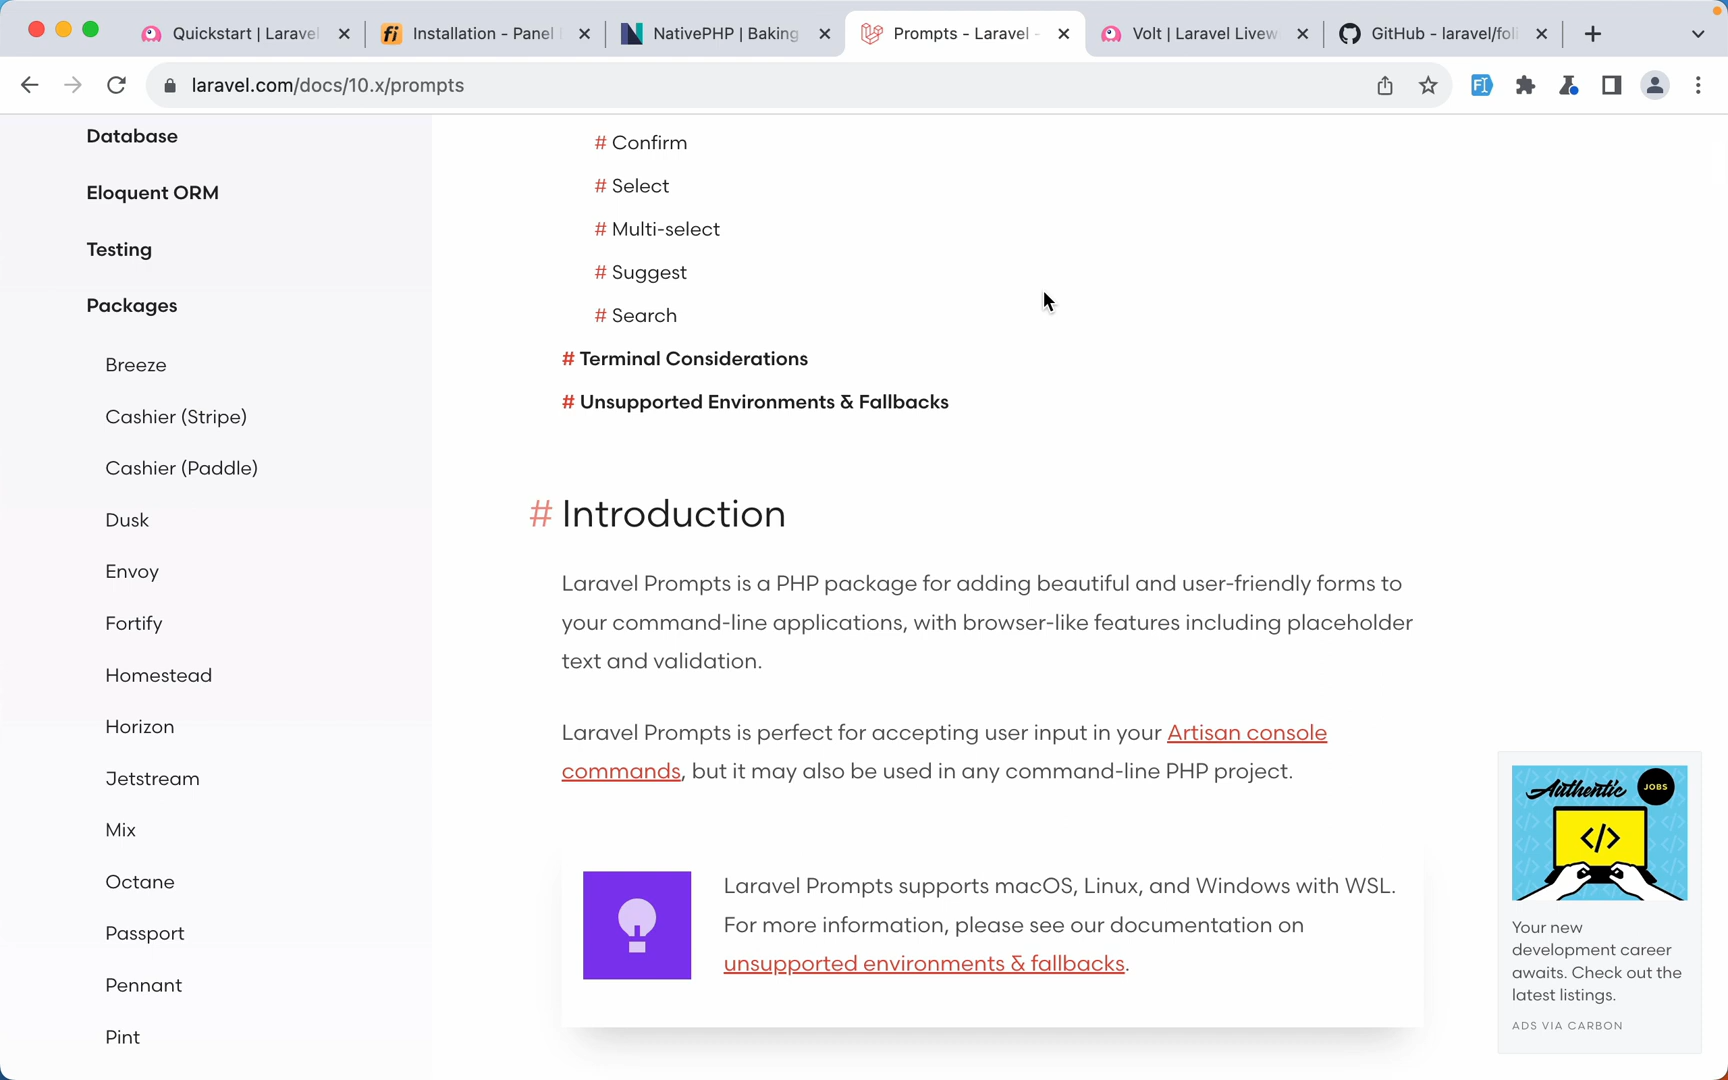 Quickstart | Laravel
Installation - Panel
NativePHP | Baking
Prompts - Laravel -
Volt | Laravel Livew
GitHub - laravel/foli
laravel.com/docs/10.x/prompts
Database
Eloquent ORM
Testing
Packages
Breeze
Cashier (Stripe)
Cashier (Paddle)
Dusk
Envoy
Fortify
Homestead
Horizon
Jetstream
Mix
Octane
Passport
Pennant
Pint
# Confirm
# Select
# Multi-select
# Suggest
# Search
# Terminal Considerations
# Unsupported Environments & Fallbacks
# Introduction
Laravel Prompts is a PHP package for adding beautiful and user-friendly forms to
your command-line applications, with browser-like features including placeholder
text and validation.
Laravel Prompts is perfect for accepting user input in your Artisan console
commands, but it may also be used in any command-line PHP project.
Laravel Prompts supports macOS, Linux, and Windows with WSL.
For more information, please see our documentation on
unsupported environments & fallbacks.
Authentic
JOBS
</>
Your new
development career
awaits. Check out the
latest listings.
ADS VIA CARBON